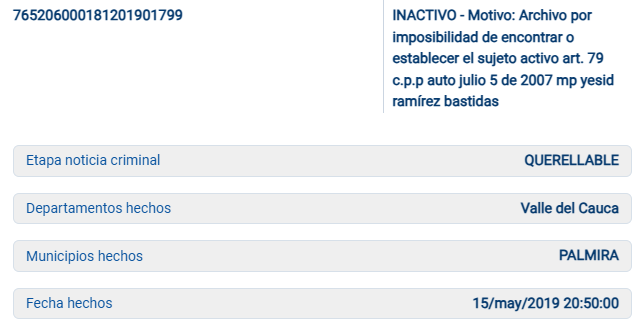 765206000181201901799
INACTIVO - Motivo: Archivo por
imposibilidad de encontrar o
establecer el sujeto activo art. 79
c.p.p auto julio 5 de 2007 mp yesid
ramírez bastidas
Etapa noticia criminal QUERELLABLE
Departamentos hechos Valle del Cauca
Municipios hechos PALMIRA
Fecha hechos 15/may/2019 20:50:00